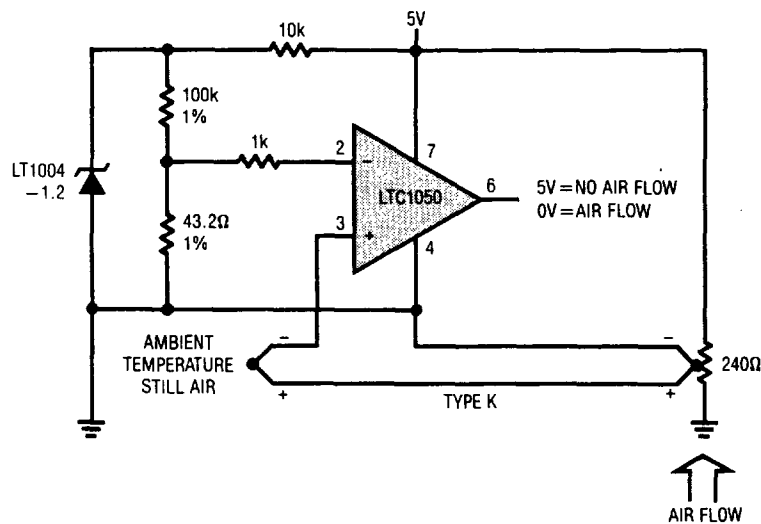 5V
10k
100k
1%
1k
2
7
LT1004
–1.2
–
LTC1050
6
5V = NO AIR FLOW
0V = AIR FLOW
43.2Ω
1%
3
+
4
–
–
AMBIENT
TEMPERATURE
STILL AIR
240Ω
+
TYPE K
+
AIR FLOW